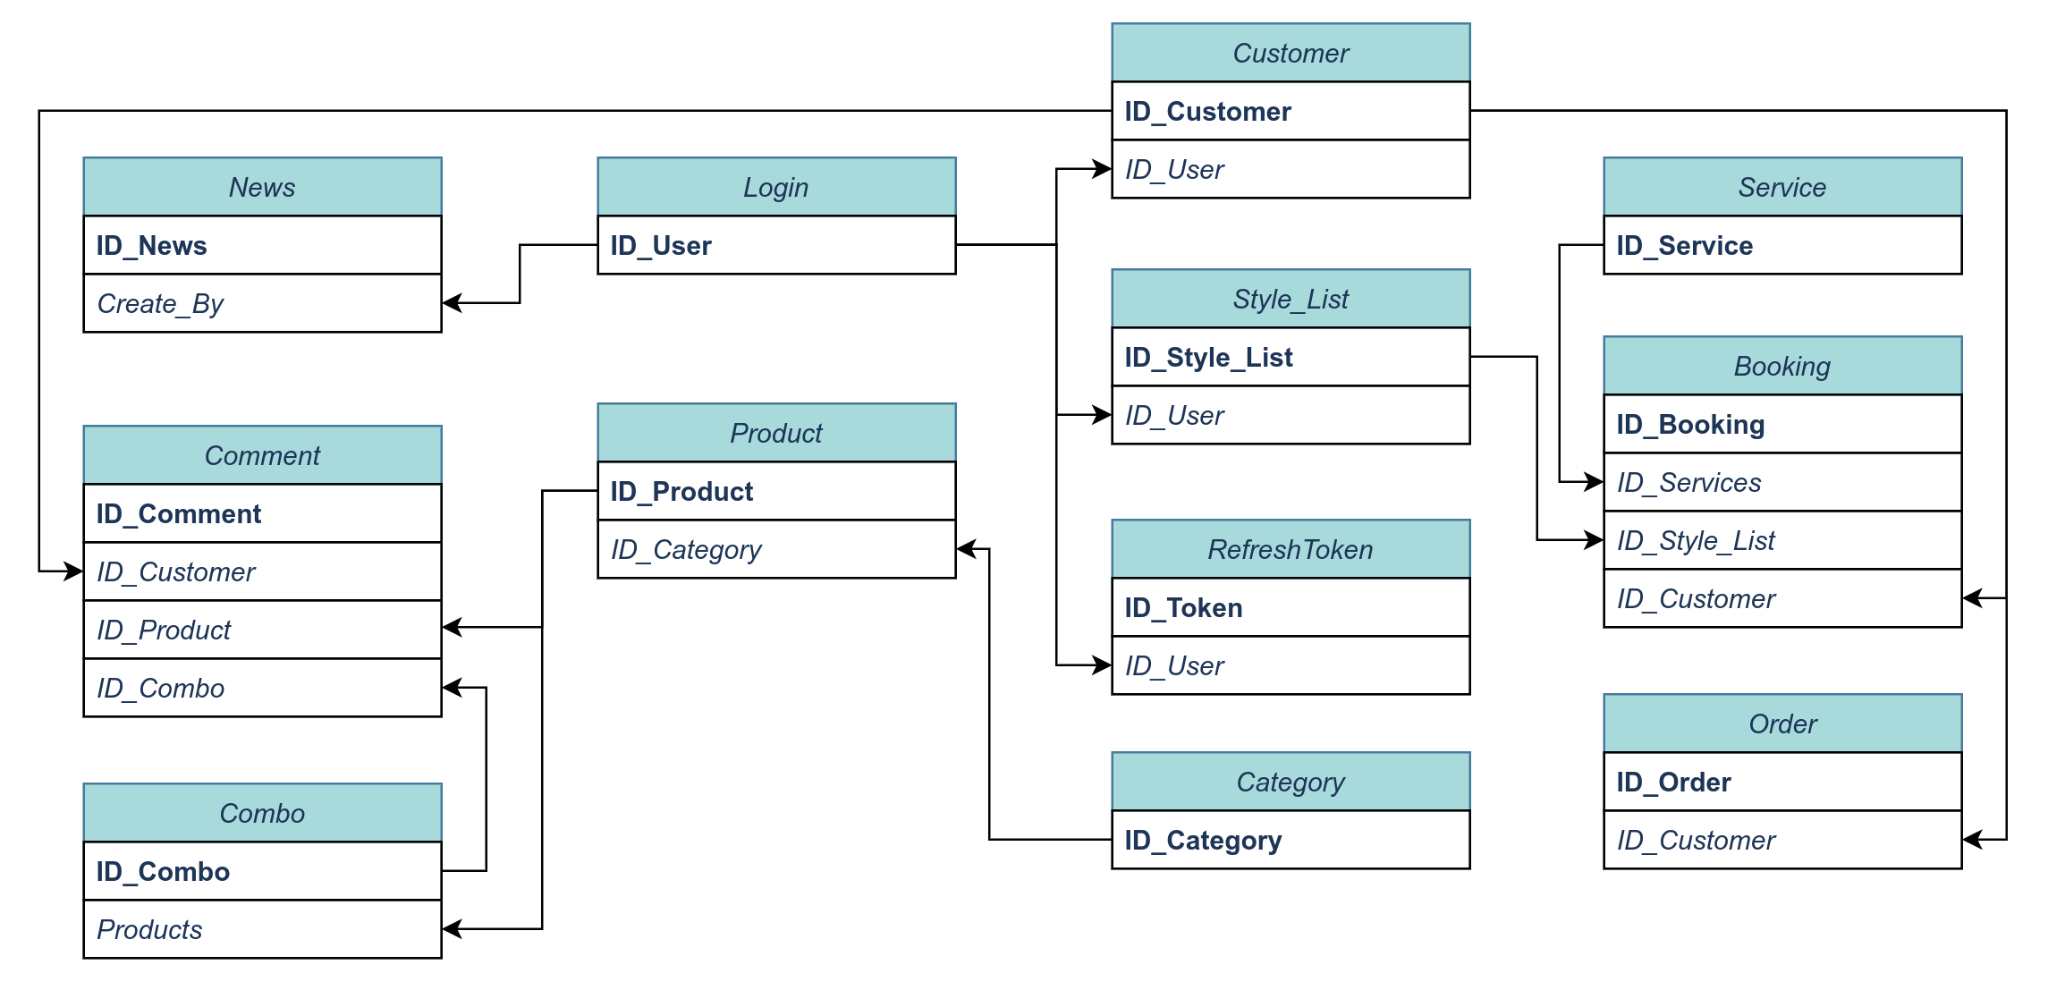 Customer
ID_Customer
ID_User
News
ID_News
Create_By
Login
ID_User
Service
ID_Service
Style_List
ID_Style_List
ID_User
Booking
ID_Booking
ID_Services
ID_Style_List
ID_Customer
Product
ID_Product
ID_Category
Comment
ID_Comment
ID_Customer
ID_Product
ID_Combo
RefreshToken
ID_Token
ID_User
Order
ID_Order
ID_Customer
Category
ID_Category
Combo
ID_Combo
Products